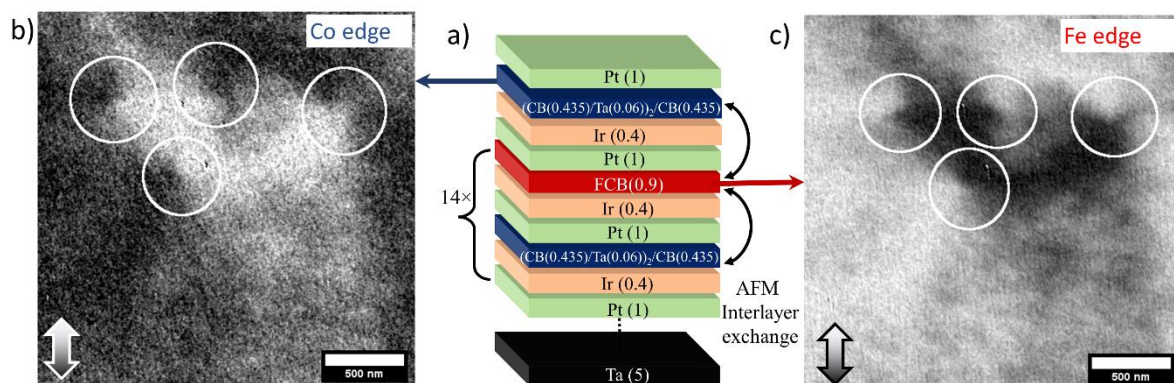 b)
Co edge
500 nm
a)
Pt (1)
(CB(0.435)/Ta(0.06))₂/CB(0.435)
Ir (0.4)
Pt (1)
FCB(0.9)
14×
Ir (0.4)
Pt (1)
(CB(0.435)/Ta(0.06))₂/CB(0.435)
Ir (0.4)
Pt (1)
Ta (5)
AFM
Interlayer
exchange
c)
Fe edge
500 nm